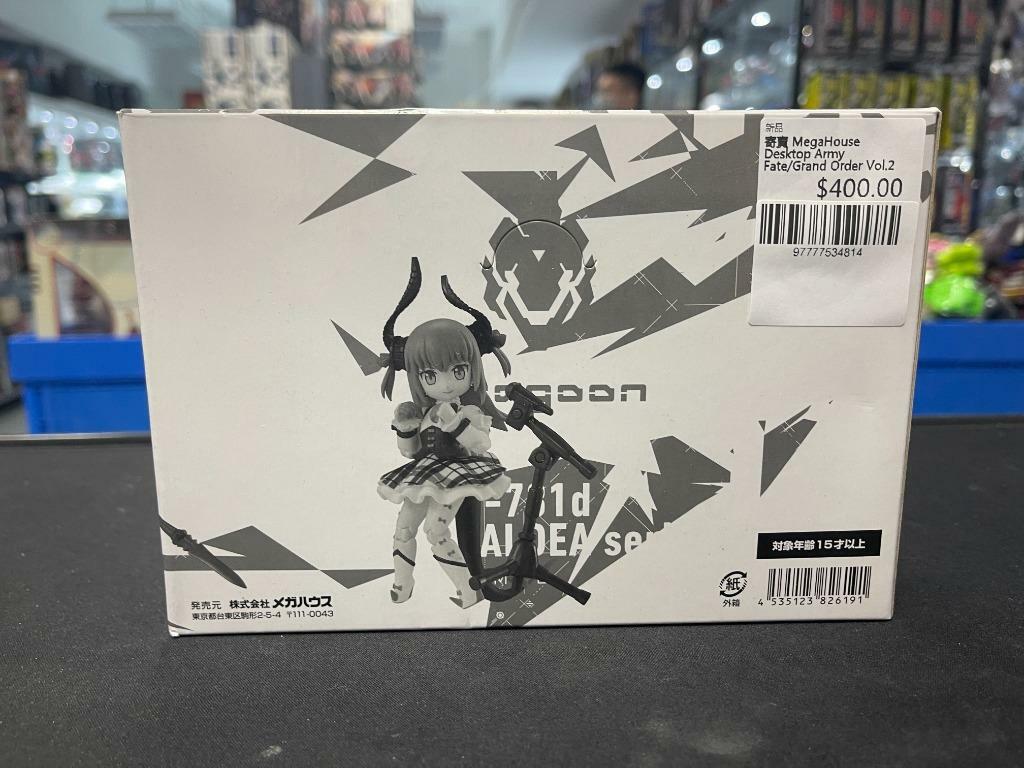 新品
寄賣 MegaHouse
Desktop Army
Fate/Grand Order Vol.2
$400.00
97777534814
対象年齢15才以上
紙
外箱
4 535123 826191
発売元 株式会社 メガハウス
東京都台東区駒形2-5-4 〒111-0043